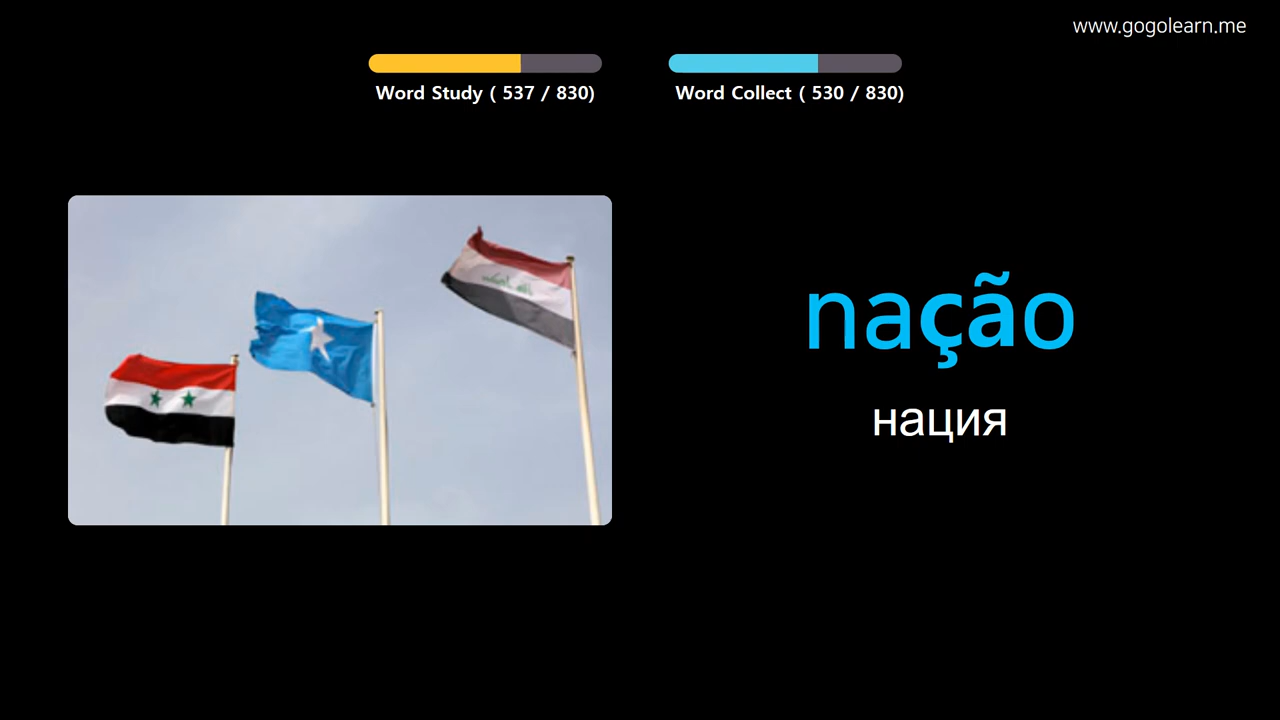 www.gogolearn.me
Word Study ( 537 / 830)
Word Collect ( 530 / 830)
nação
нация